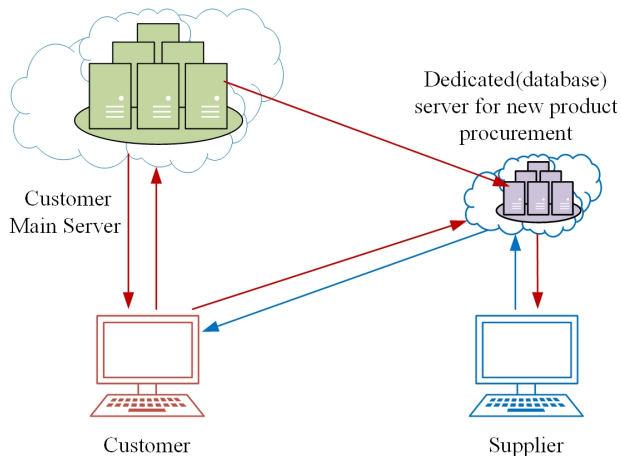 Dedicated(database)
server for new product
procurement
Customer
Main Server
Customer
Supplier